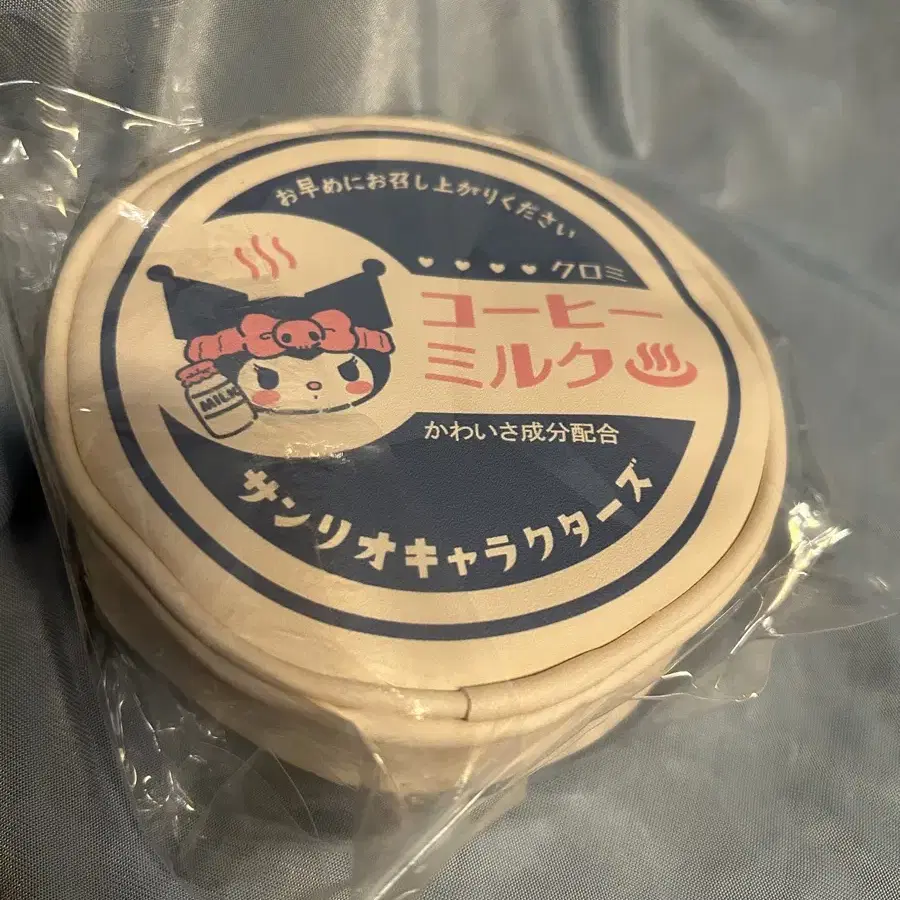 お早めにお召し上がりください
クロミ
コーヒー
ミルク
MILK
かわいさ成分配合
サンリオキャラクターズ